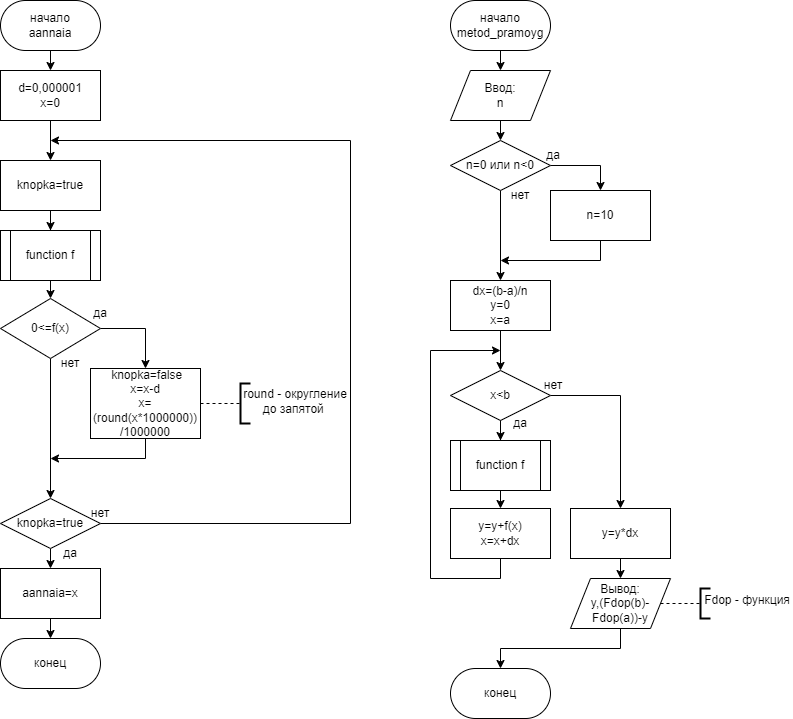 начало
aannaia
d=0,000001
x=0
knopka=true
function f
0<=f(x)
да
нет
knopka=false
x=x-d
x=
(round(x*1000000))
/1000000
round - округление
до запятой
knopka=true
нет
да
aannaia=x
конец
начало
metod_pramoyg
Ввод:
n
n=0 или n<0
да
нет
n=10
dx=(b-a)/n
y=0
x=a
x<b
нет
да
function f
y=y+f(x)
x=x+dx
y=y*dx
Вывод:
y,(Fdop(b)-
Fdop(a))-y
Fdop - функция
конец